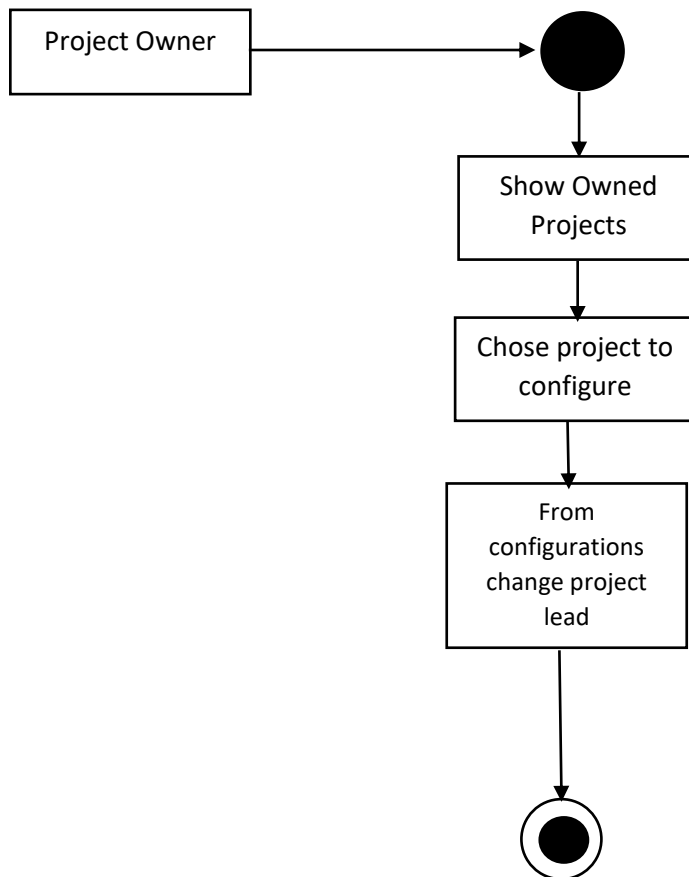 Project Owner
Show Owned
Projects
Chose project to
configure
From
configurations
change project
lead